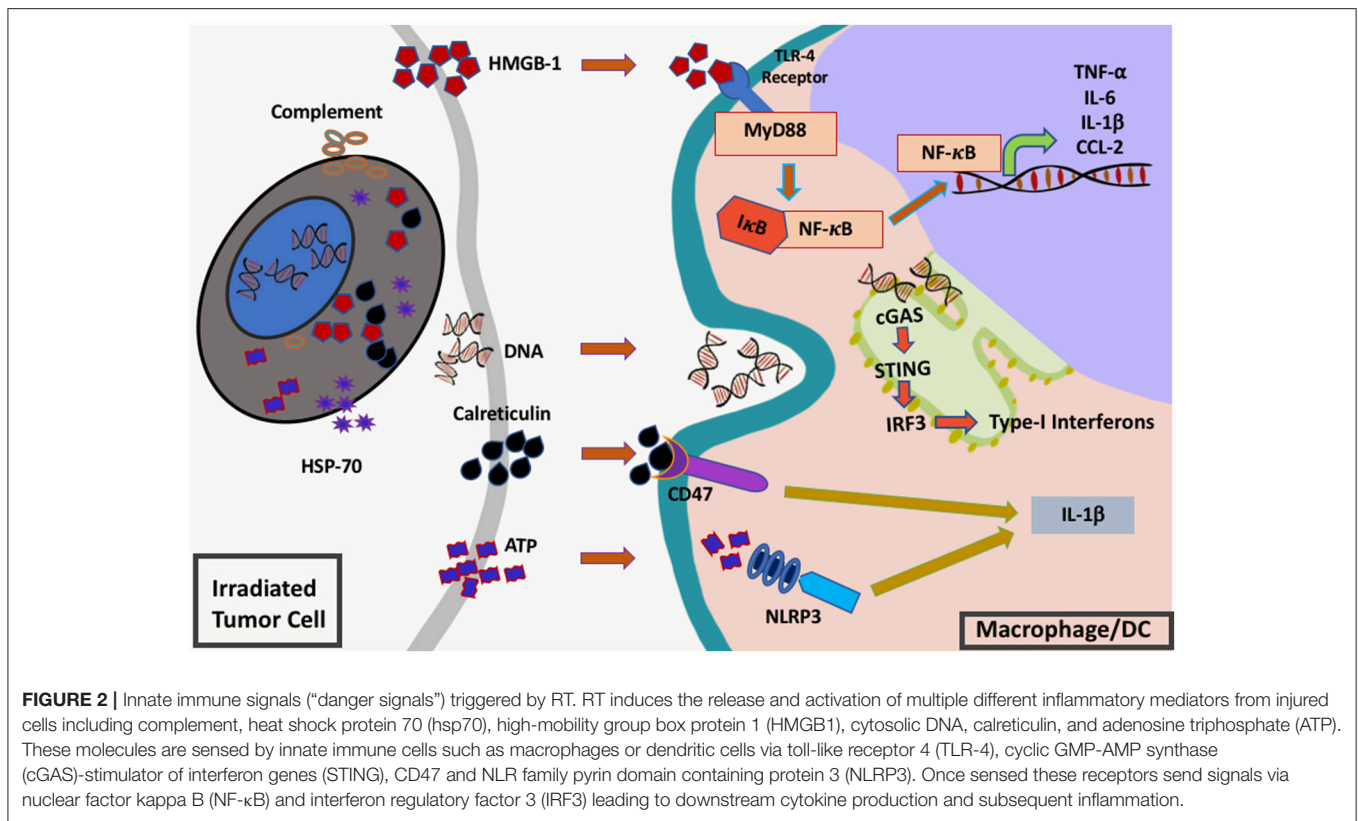 HMGB-1
TLR-4
Receptor
TNF-α
IL-6
IL-1β
CCL-2
Complement
MyD88
NF-κB
IκB
NF-κB
cGAS
STING
IRF3
Type-I Interferons
DNA
Calreticulin
HSP-70
CD47
IL-1β
ATP
NLRP3
Irradiated
Tumor Cell
Macrophage/DC
FIGURE 2 | Innate immune signals (“danger signals”) triggered by RT. RT induces the release and activation of multiple different inflammatory mediators from injured
cells including complement, heat shock protein 70 (hsp70), high-mobility group box protein 1 (HMGB1), cytosolic DNA, calreticulin, and adenosine triphosphate (ATP).
These molecules are sensed by innate immune cells such as macrophages or dendritic cells via toll-like receptor 4 (TLR-4), cyclic GMP-AMP synthase
(cGAS)-stimulator of interferon genes (STING), CD47 and NLR family pyrin domain containing protein 3 (NLRP3). Once sensed these receptors send signals via
nuclear factor kappa B (NF-κB) and interferon regulatory factor 3 (IRF3) leading to downstream cytokine production and subsequent inflammation.